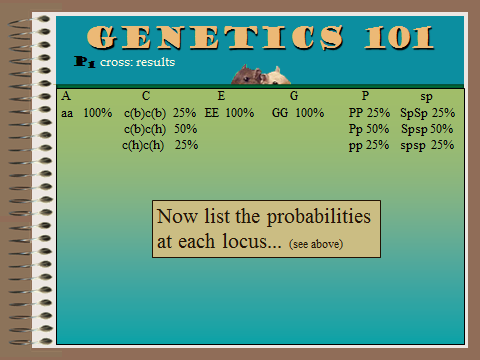 GENETICS 101
P1 cross: results
A C E G P sp
aa 100% c(b)c(b) 25% EE 100% GG 100% PP 25% SpSp 25%
c(b)c(h) 50% Pp 50% Spsp 50%
c(h)c(h) 25% pp 25% spsp 25%
Now list the probabilities
at each locus... (see above)